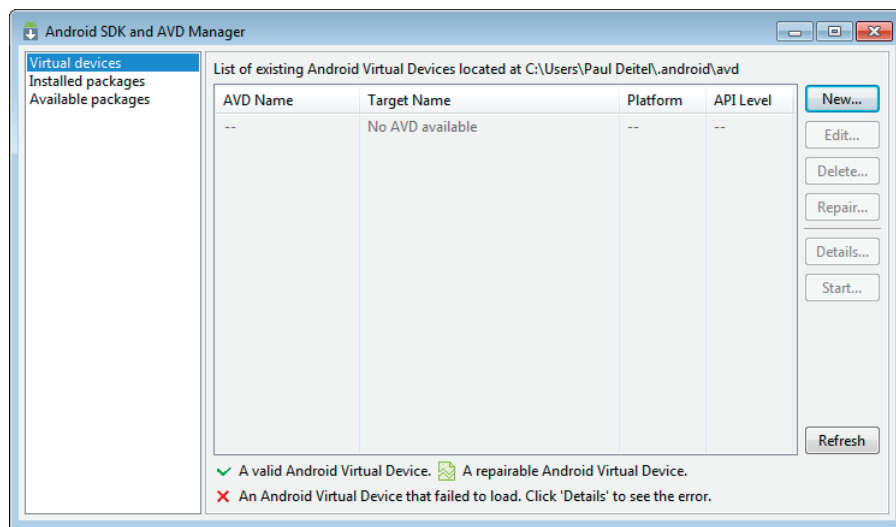 Android SDK and AVD Manager
Virtual devices
Installed packages
Available packages
List of existing Android Virtual Devices located at C:\Users\Paul Deitel\.android\avd
AVD Name Target Name Platform API Level
-- No AVD available -- --
New...
Edit...
Delete...
Repair...
Details...
Start...
Refresh
A valid Android Virtual Device. A repairable Android Virtual Device.
An Android Virtual Device that failed to load. Click 'Details' to see the error.